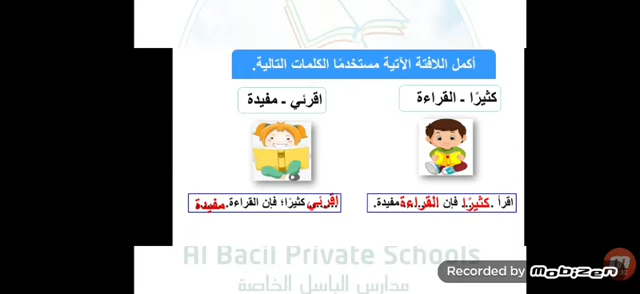 أكمل اللافتة الآتية مستخدمًا الكلمات التالية.
كثيرًا - القراءة
اقرئي - مفيدة
اقرأ .كثيرًا. فإن القراءة مفيدة.
اقرئي كثيرًا؛ فإن القراءة. مفيدة
Al Bacil Private Schools
مدارس الباسل الخاصة
Recorded by Mobizen